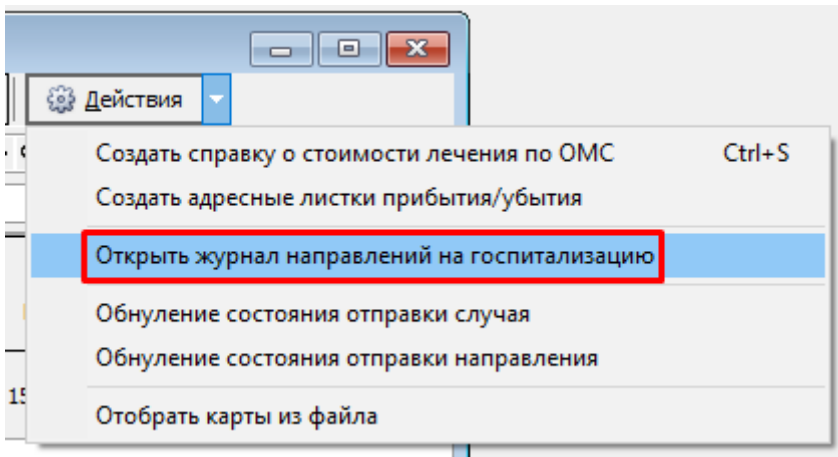 Действия
Создать справку о стоимости лечения по ОМС Ctrl+S
Создать адресные листки прибытия/убытия
Открыть журнал направлений на госпитализацию
Обнуление состояния отправки случая
Обнуление состояния отправки направления
15
Отобрать карты из файла